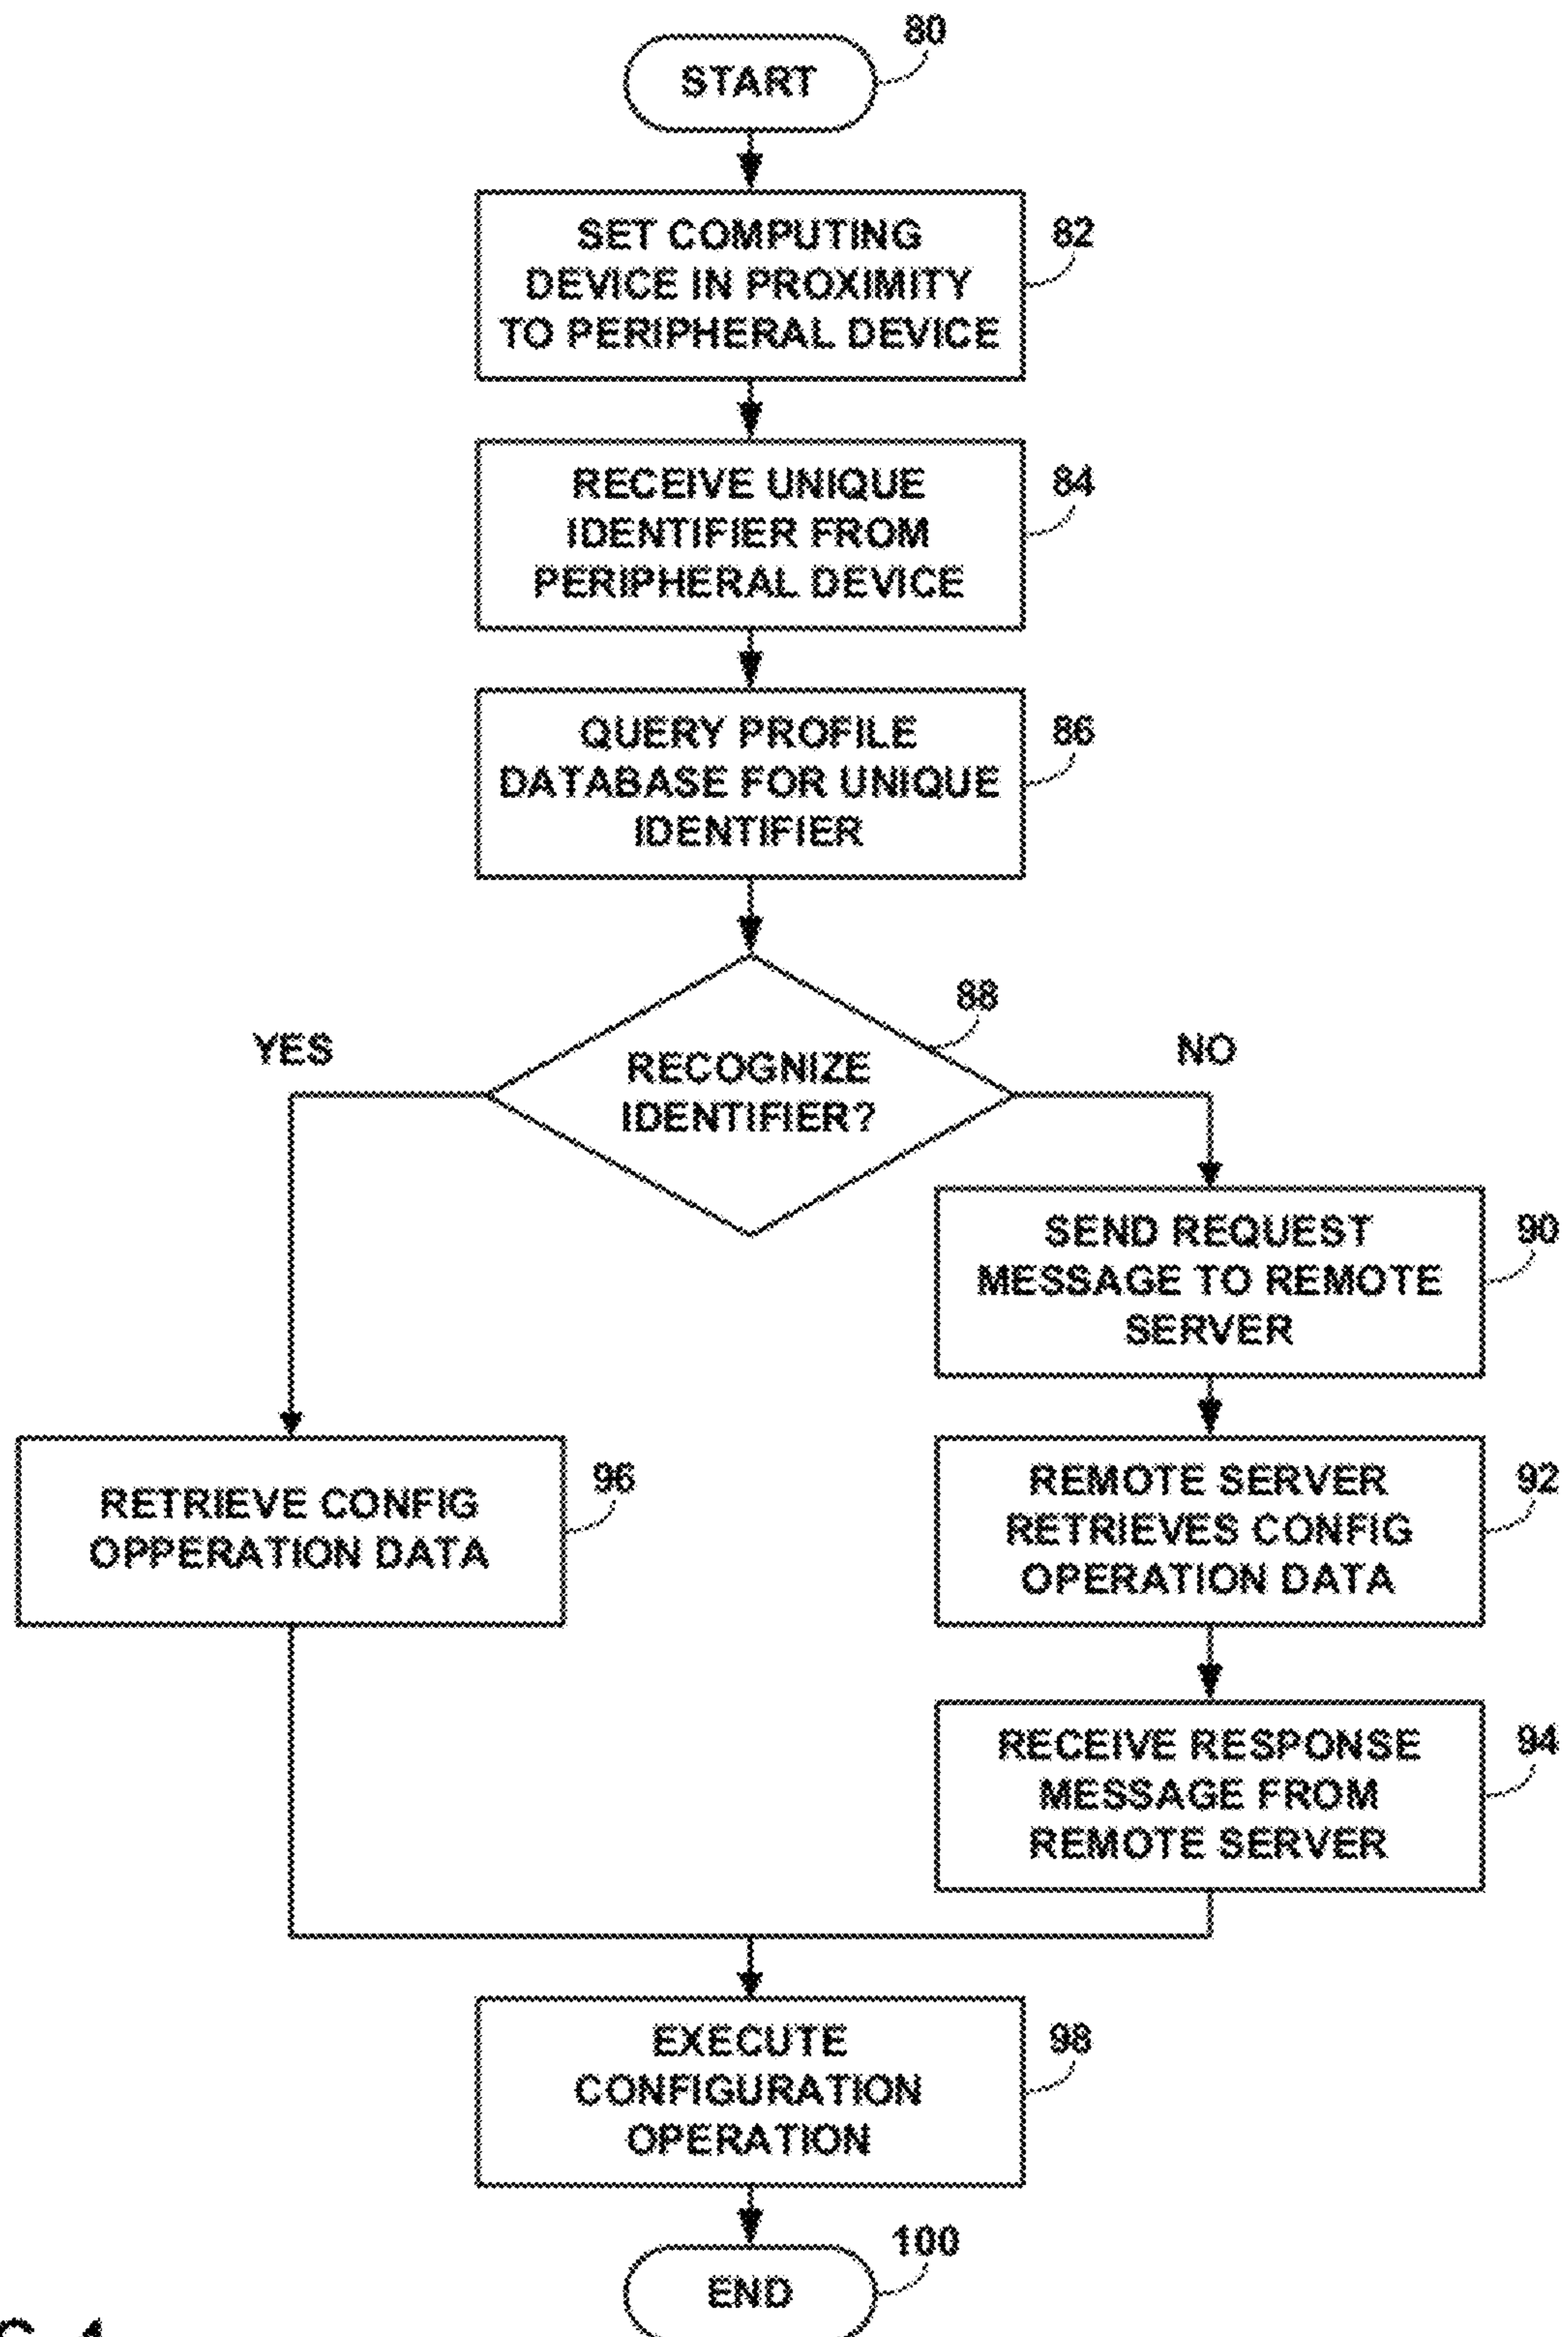 80
START
SET COMPUTING
DEVICE IN PROXIMITY
TO PERIPHERAL DEVICE
82
RECEIVE UNIQUE
IDENTIFIER FROM
PERIPHERAL DEVICE
84
QUERY PROFILE
DATABASE FOR UNIQUE
IDENTIFIER
86
88
YES
RECOGNIZE
IDENTIFIER?
NO
SEND REQUEST
MESSAGE TO REMOTE
SERVER
90
RETRIEVE CONFIG
OPPERATION DATA
96
REMOTE SERVER
RETRIEVES CONFIG
OPERATION DATA
92
RECEIVE RESPONSE
MESSAGE FROM
REMOTE SERVER
94
EXECUTE
CONFIGURATION
OPERATION
98
100
END